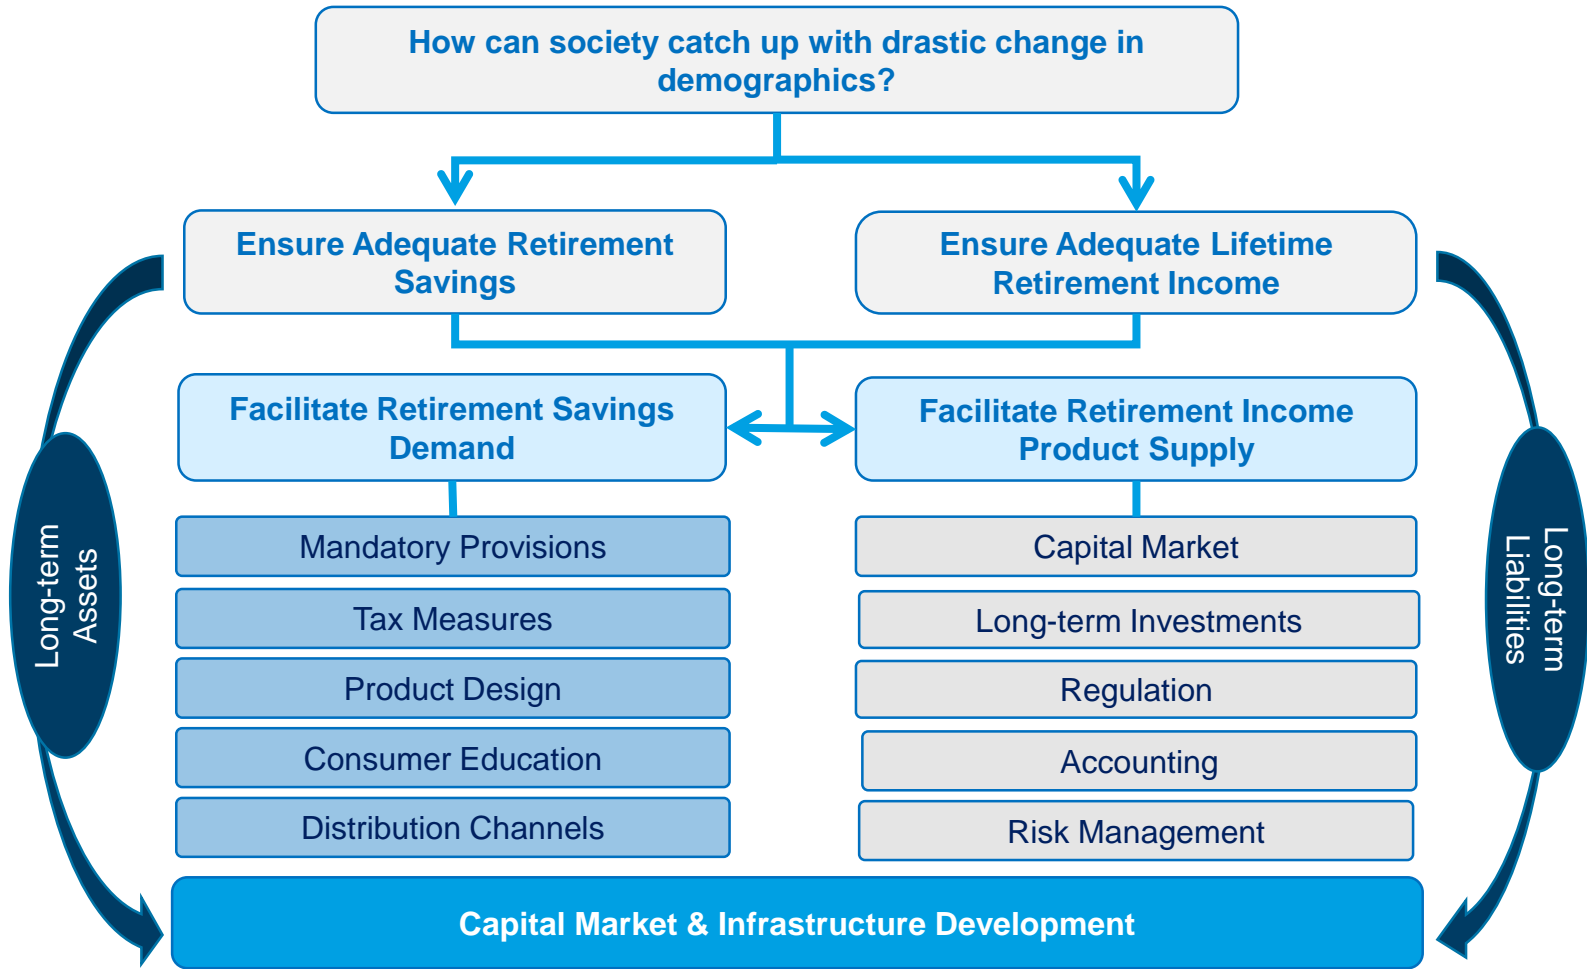 How can society catch up with drastic change in
demographics?
Ensure Adequate Retirement
Savings
Ensure Adequate Lifetime
Retirement Income
Facilitate Retirement Savings
Demand
Facilitate Retirement Income
Product Supply
Long-term
Assets
Mandatory Provisions
Tax Measures
Product Design
Consumer Education
Distribution Channels
Capital Market
Long-term Investments
Regulation
Accounting
Risk Management
Long-term
Liabilities
Capital Market & Infrastructure Development